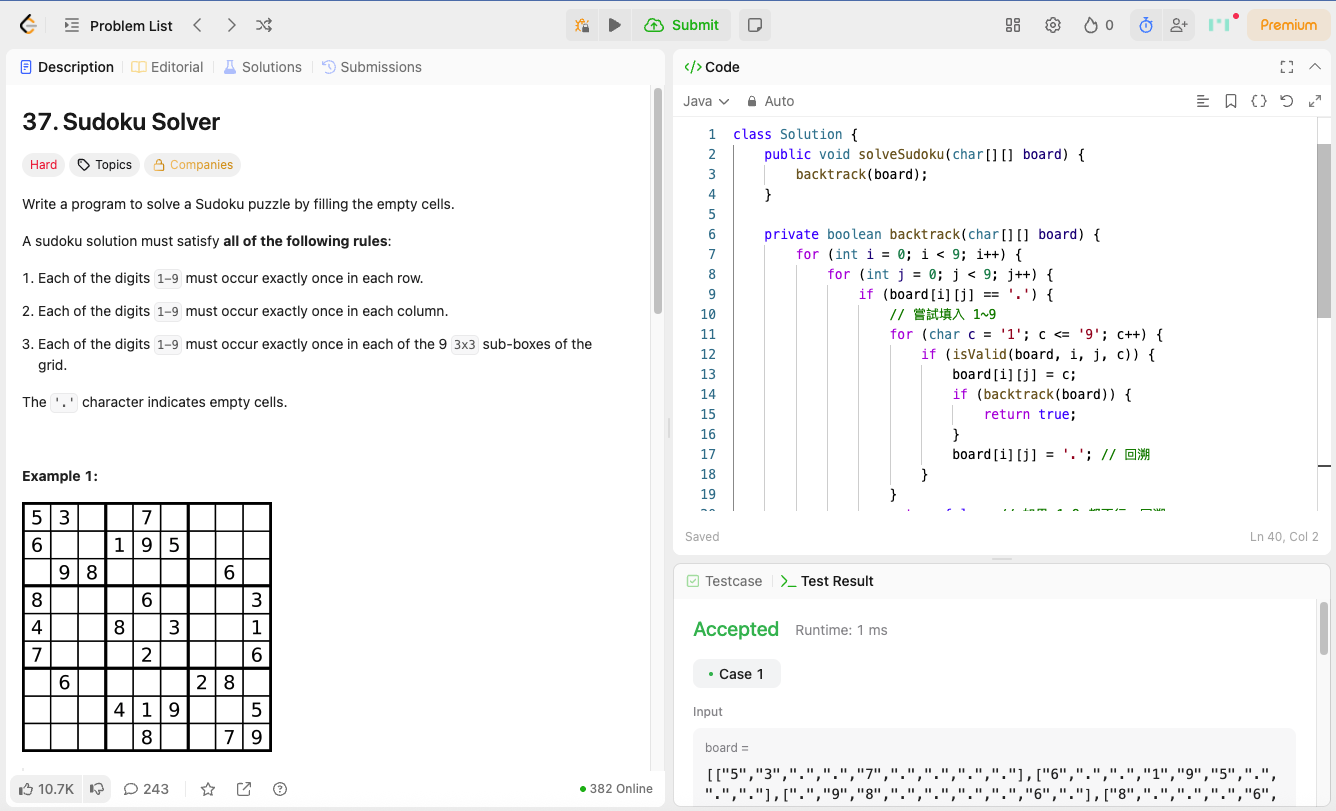 Problem List
Submit
0
Premium
Description
Editorial
Solutions
Submissions
37. Sudoku Solver
Hard
Topics
Companies
Write a program to solve a Sudoku puzzle by filling the empty cells.
A sudoku solution must satisfy all of the following rules:
1. Each of the digits 1-9 must occur exactly once in each row.
2. Each of the digits 1-9 must occur exactly once in each column.
3. Each of the digits 1-9 must occur exactly once in each of the 9 3x3 sub-boxes of the
grid.
The '.' character indicates empty cells.
Example 1:
5 3 7
6 1 9 5
9 8 6
8 6 3
4 8 3 1
7 2 6
6 2 8
4 1 9 5
8 7 9
10.7K
243
382 Online
</> Code
Java
Auto
1 class Solution {
2 public void solveSudoku(char[][] board) {
3 backtrack(board);
4 }
5
6 private boolean backtrack(char[][] board) {
7 for (int i = 0; i < 9; i++) {
8 for (int j = 0; j < 9; j++) {
9 if (board[i][j] == '.') {
10 // 嘗試填入 1~9
11 for (char c = '1'; c <= '9'; c++) {
12 if (isValid(board, i, j, c)) {
13 board[i][j] = c;
14 if (backtrack(board)) {
15 return true;
16 }
17 board[i][j] = '.'; // 回溯
18 }
19 }
Saved
Ln 40, Col 2
Testcase
>_ Test Result
Accepted
Runtime: 1 ms
• Case 1
Input
board =
[["5","3",".",".","7",".",".",".","."],["6",".",".","1","9","5",".",
".","."],[".","9","8",".",".",".",".","6","."],["8",".",".",".","6",